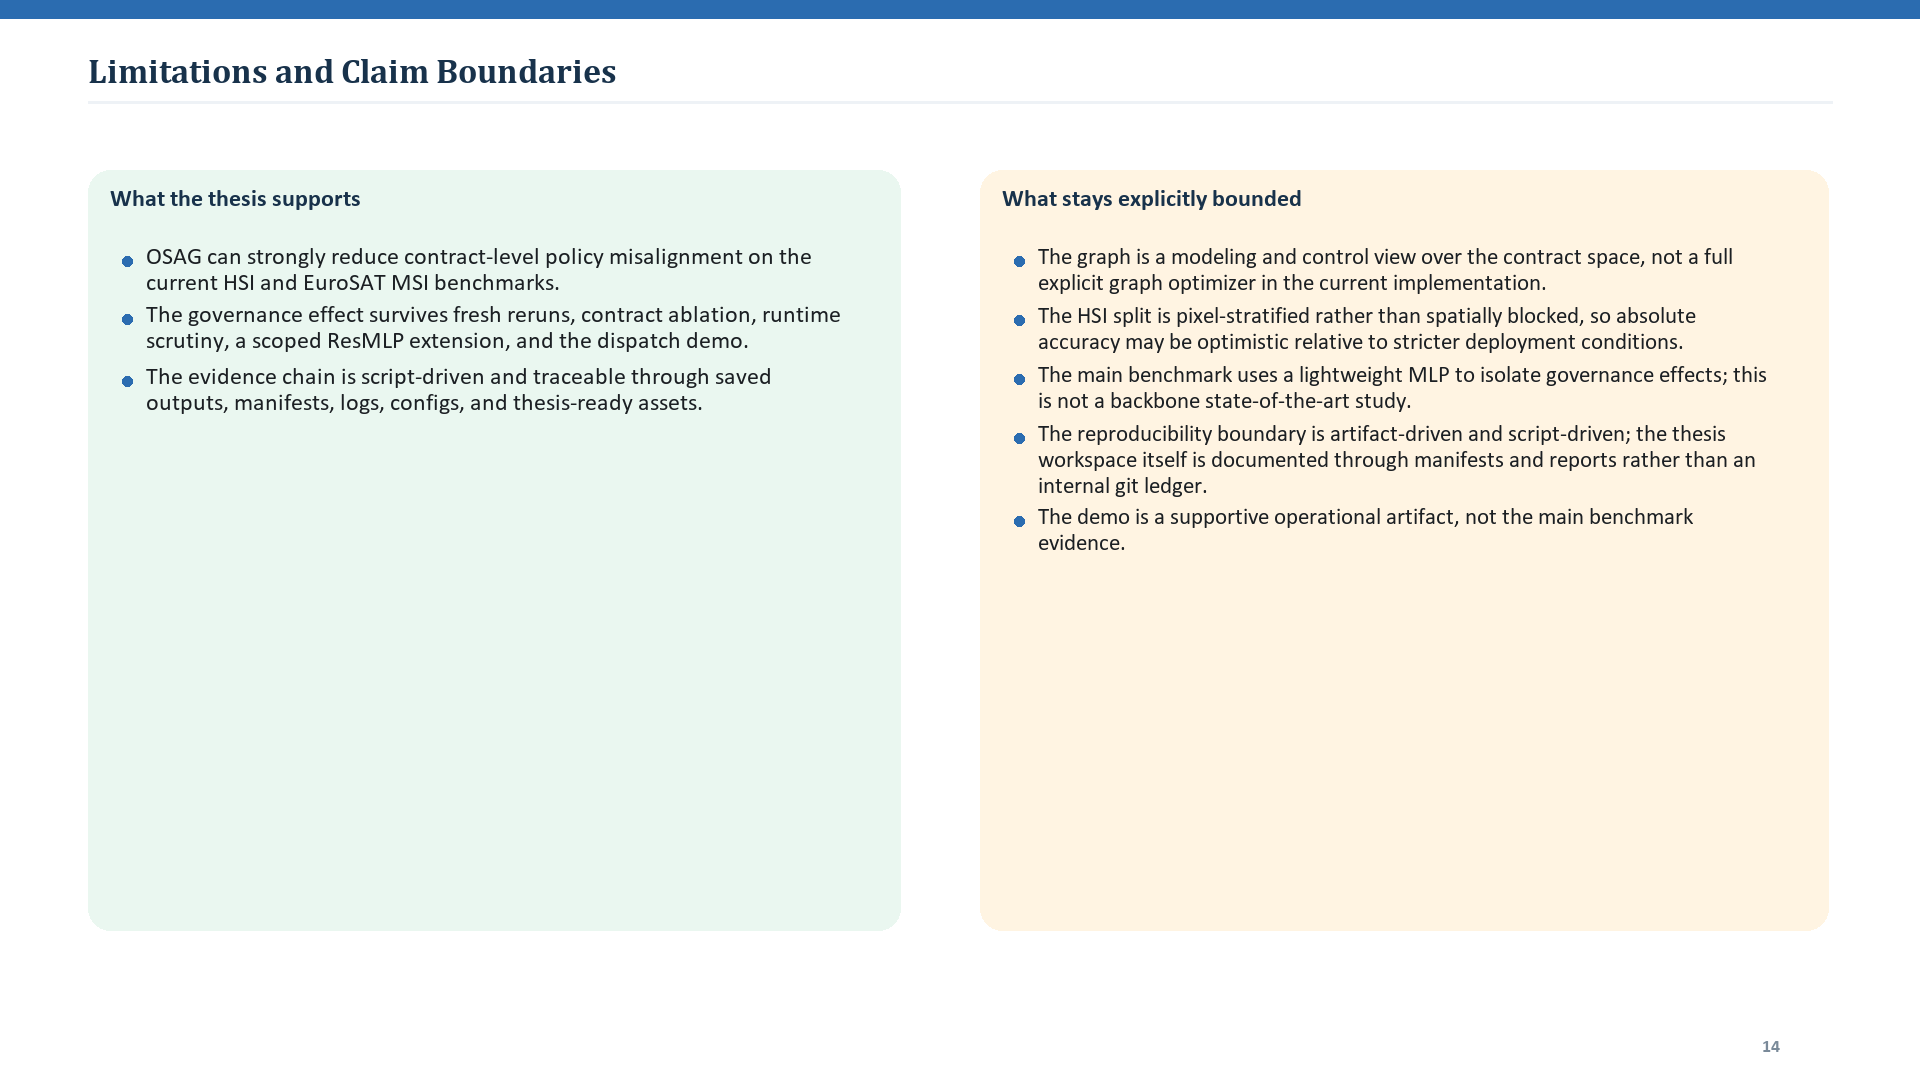 Limitations and Claim Boundaries
What the thesis supports
OSAG can strongly reduce contract-level policy misalignment on the
current HSI and EuroSAT MSI benchmarks.
The governance effect survives fresh reruns, contract ablation, runtime
scrutiny, a scoped ResMLP extension, and the dispatch demo.
The evidence chain is script-driven and traceable through saved
outputs, manifests, logs, configs, and thesis-ready assets.
What stays explicitly bounded
The graph is a modeling and control view over the contract space, not a full
explicit graph optimizer in the current implementation.
The HSI split is pixel-stratified rather than spatially blocked, so absolute
accuracy may be optimistic relative to stricter deployment conditions.
The main benchmark uses a lightweight MLP to isolate governance effects; this
is not a backbone state-of-the-art study.
The reproducibility boundary is artifact-driven and script-driven; the thesis
workspace itself is documented through manifests and reports rather than an
internal git ledger.
The demo is a supportive operational artifact, not the main benchmark
evidence.
14